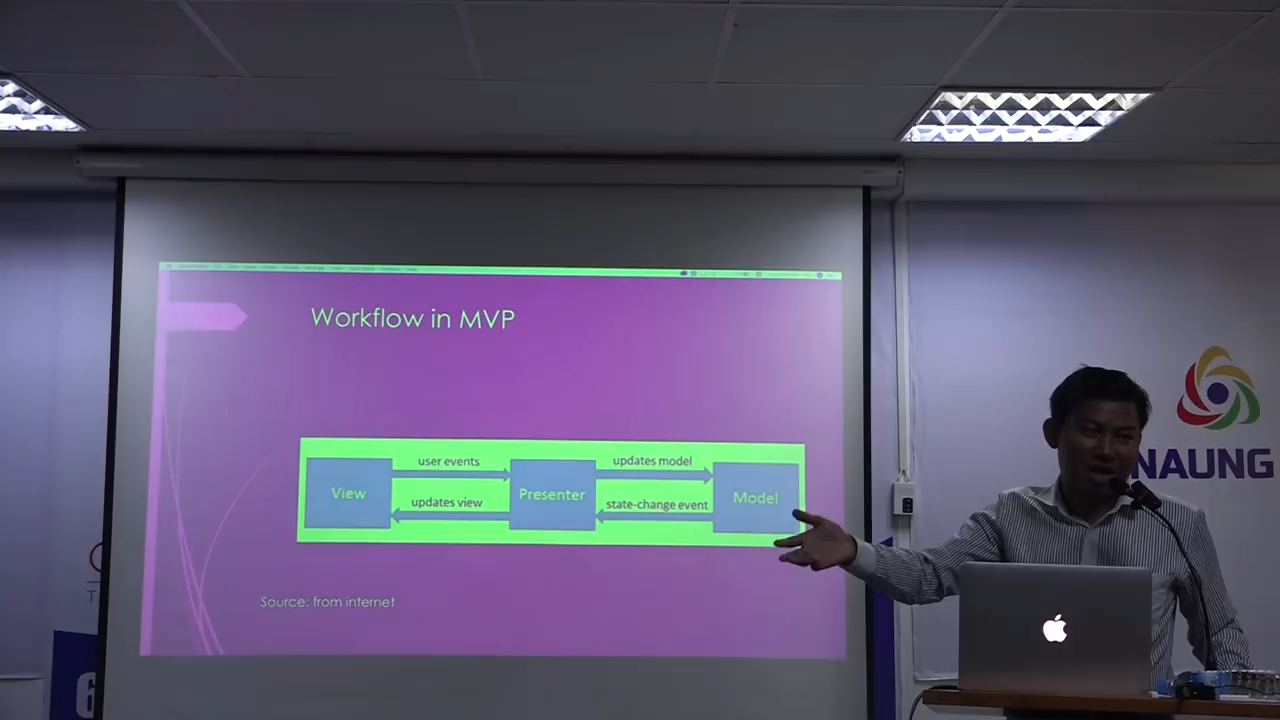 Workflow in MVP
user events
updates model
View
Presenter
Model
updates view
state-change event
Source: from internet
NAUNG
6